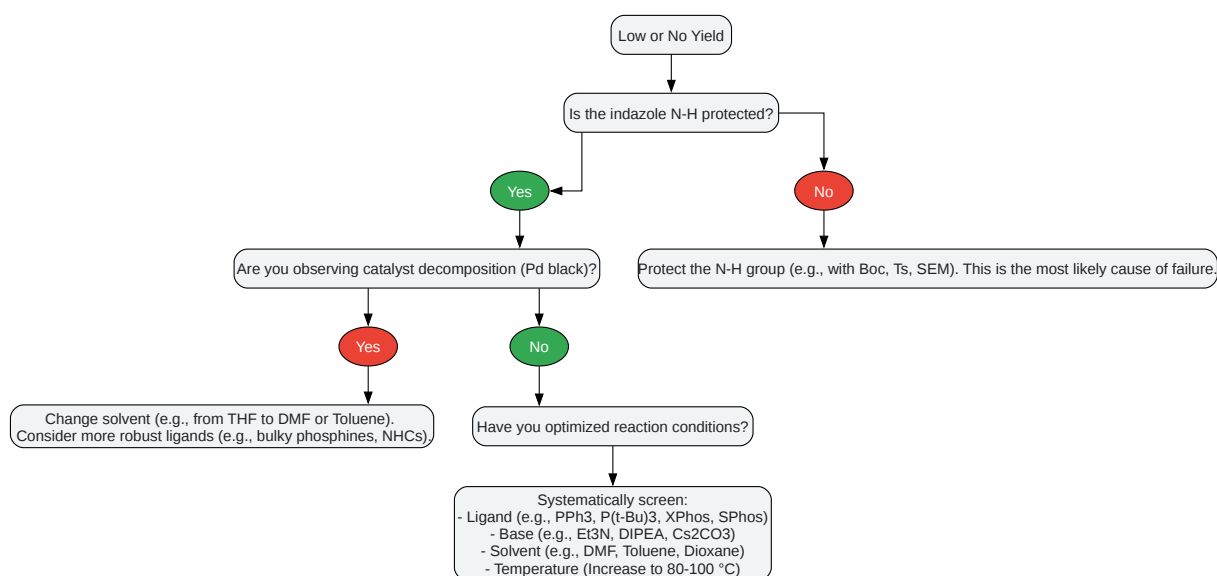 Low or No Yield
Is the indazole N-H protected?
Yes
No
Are you observing catalyst decomposition (Pd black)?
Protect the N-H group (e.g., with Boc, Ts, SEM). This is the most likely cause of failure.
Yes
No
Change solvent (e.g., from THF to DMF or Toluene).
Consider more robust ligands (e.g., bulky phosphines, NHCs).
Have you optimized reaction conditions?
Systematically screen:
- Ligand (e.g., PPh3, P(t-Bu)3, XPhos, SPhos)
- Base (e.g., Et3N, DIPEA, Cs2CO3)
- Solvent (e.g., DMF, Toluene, Dioxane)
- Temperature (Increase to 80-100 °C)